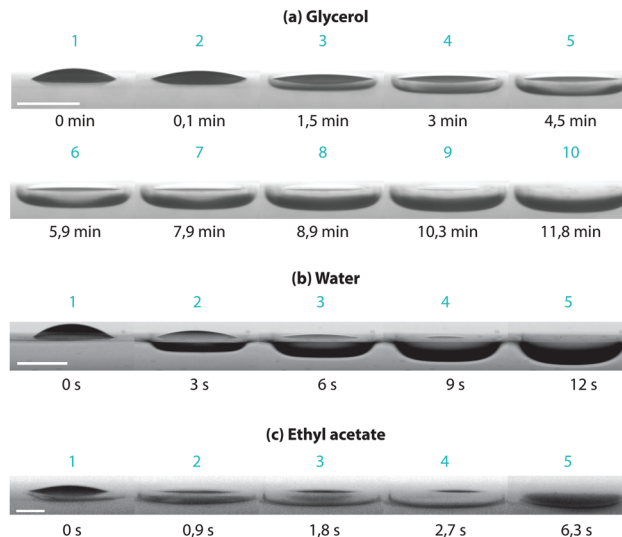 (a) Glycerol
1 2 3 4 5
0 min 0,1 min 1,5 min 3 min 4,5 min
6 7 8 9 10
5,9 min 7,9 min 8,9 min 10,3 min 11,8 min
(b) Water
1 2 3 4 5
0 s 3 s 6 s 9 s 12 s
(c) Ethyl acetate
1 2 3 4 5
0 s 0,9 s 1,8 s 2,7 s 6,3 s